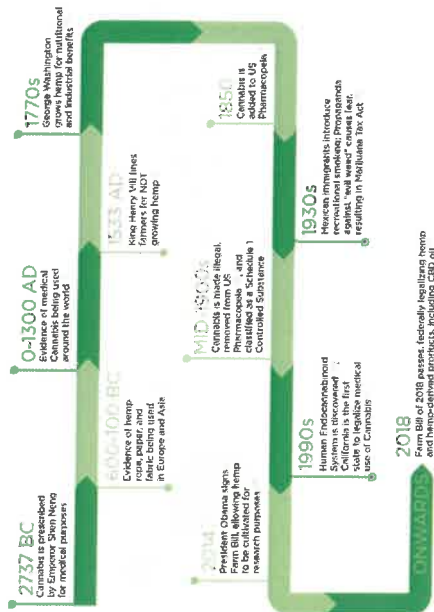 2737 BC
Cannabis is prescribed
by Emperor Shen Neng
for medical purposes
600-100 BC
Evidence of hemp
rope, paper, and
fabric being used
in Europe and Asia
0-1300 AD
Evidence of medical
Cannabis being used
around the world
1533 AD
King Henry VIII fines
farmers for NOT
growing hemp
1770s
George Washington
grows hemp for nutritional
and industrial benefits
1850
Cannabis is
added to US
Pharmacopeia
1930s
Mexican immigrants introduce
recreational smoking; Propaganda
against "evil weed" causes fear,
resulting in Marijuana Tax Act
MID-1900s
Cannabis is made illegal,
removed from US
Pharmacopeia , and
classified as a Schedule 1
Controlled Substance
1990s
Human Endocannabinoid
System is discovered ;
California is the first
state to legalize medical
use of Cannabis
2014
President Obama signs
Farm Bill, allowing hemp
to be cultivated for
research purposes
2018
Farm Bill of 2018 passes, federally legalizing hemp
and hemp-derived products, including CBD oil
ONWARDS